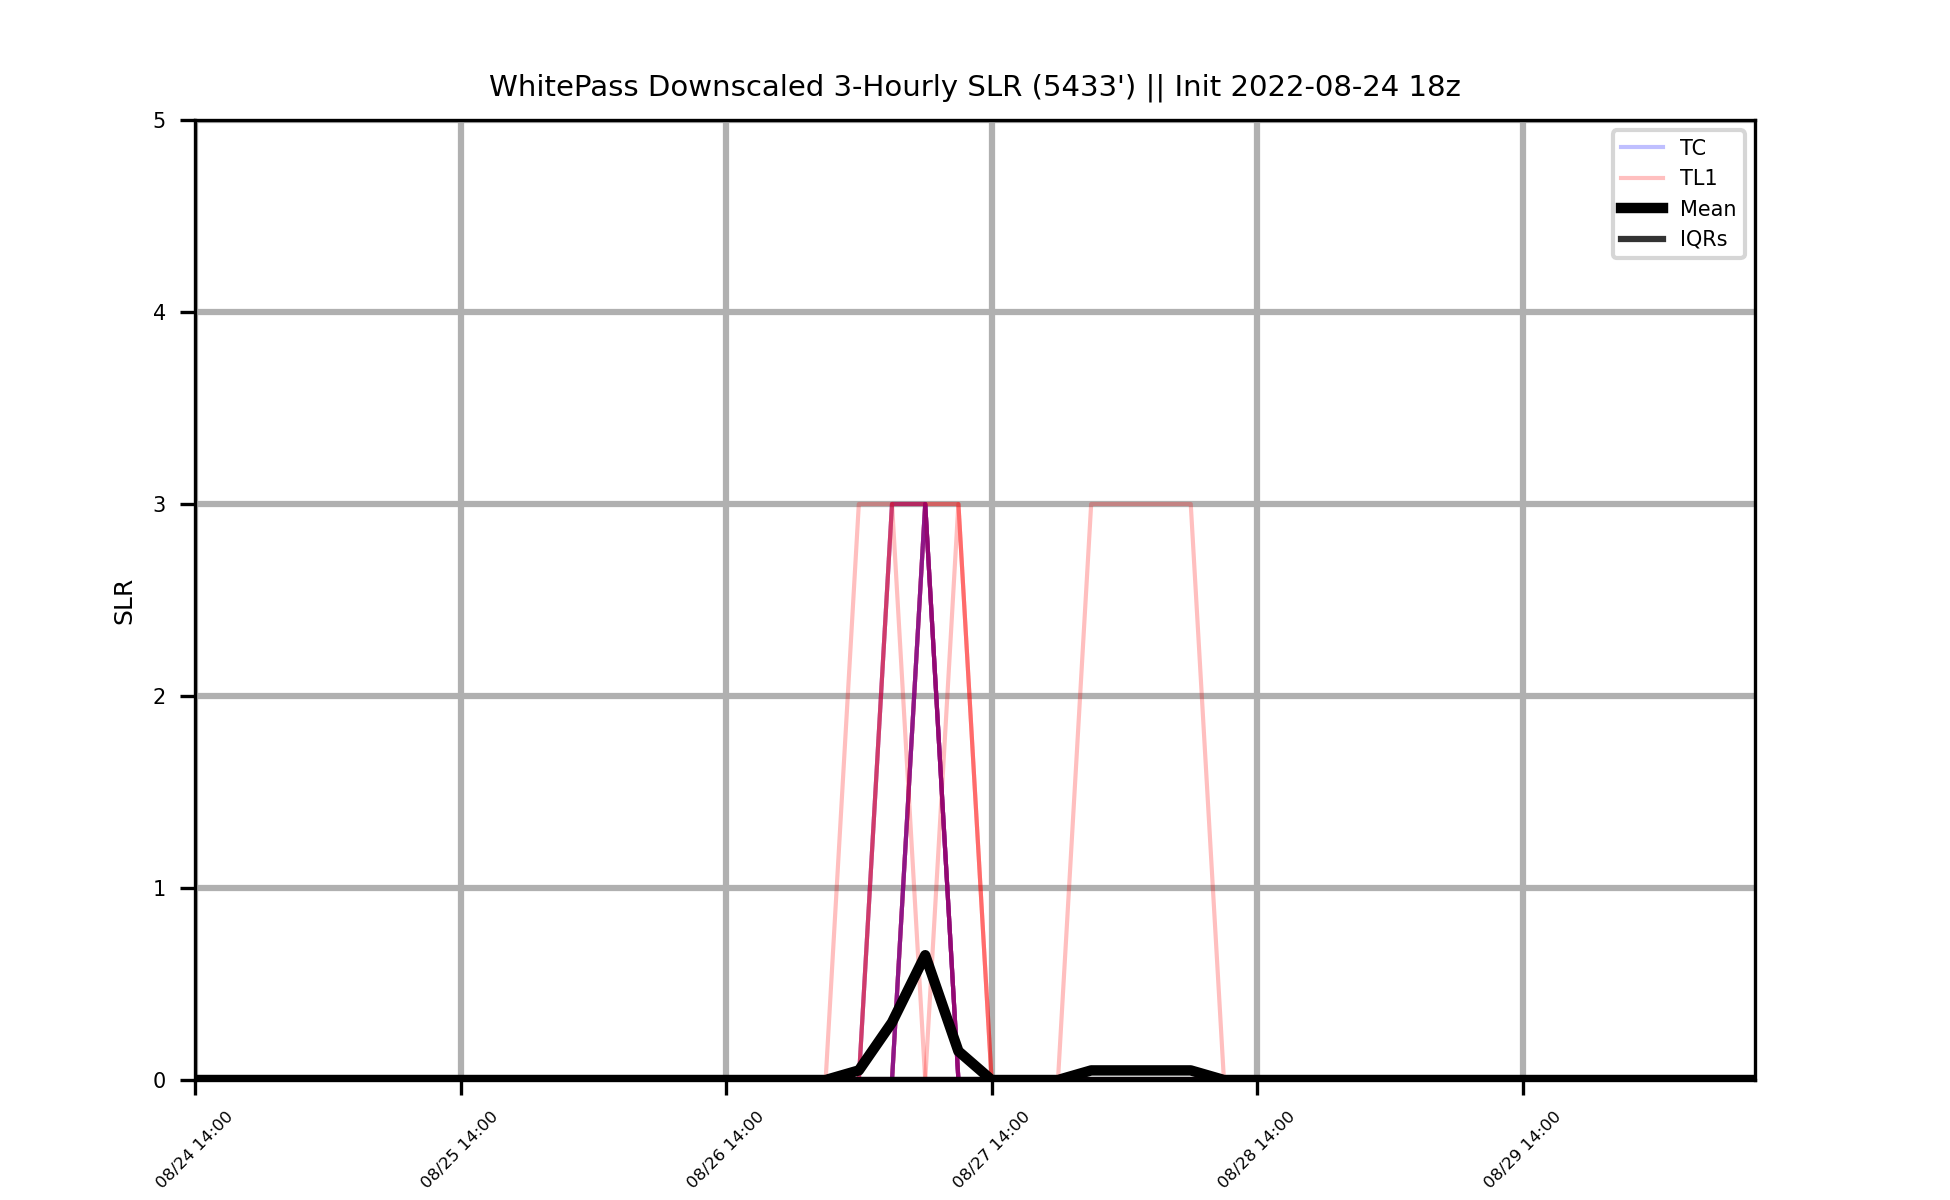 WhitePass Downscaled 3-Hourly SLR (5433') || Init 2022-08-24 18z
5
4
3
2
1
0
SLR
TC
TL1
Mean
IQRs
08/24 14:00
08/25 14:00
08/26 14:00
08/27 14:00
08/28 14:00
08/29 14:00